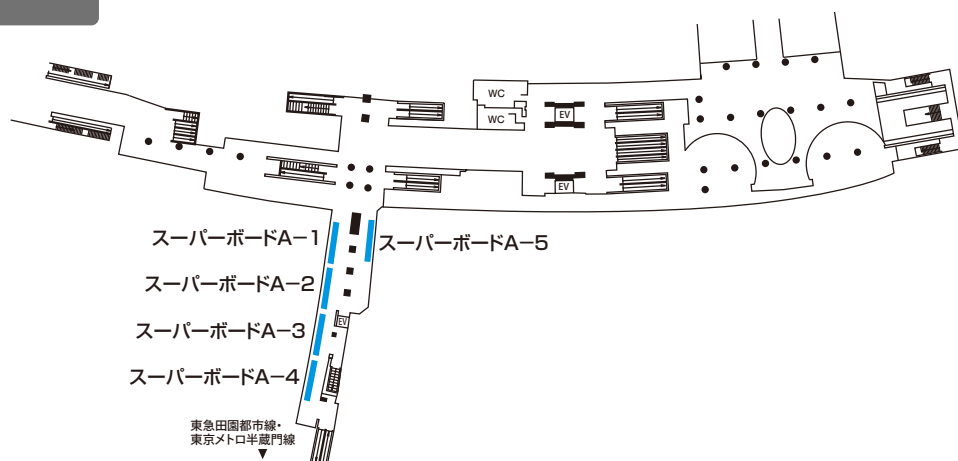 WC
WC
EV
EV
スーパーボードA−1
スーパーボードA−5
スーパーボードA−2
スーパーボードA−3
EV
スーパーボードA−4
東急田園都市線・
東京メトロ半蔵門線
▼